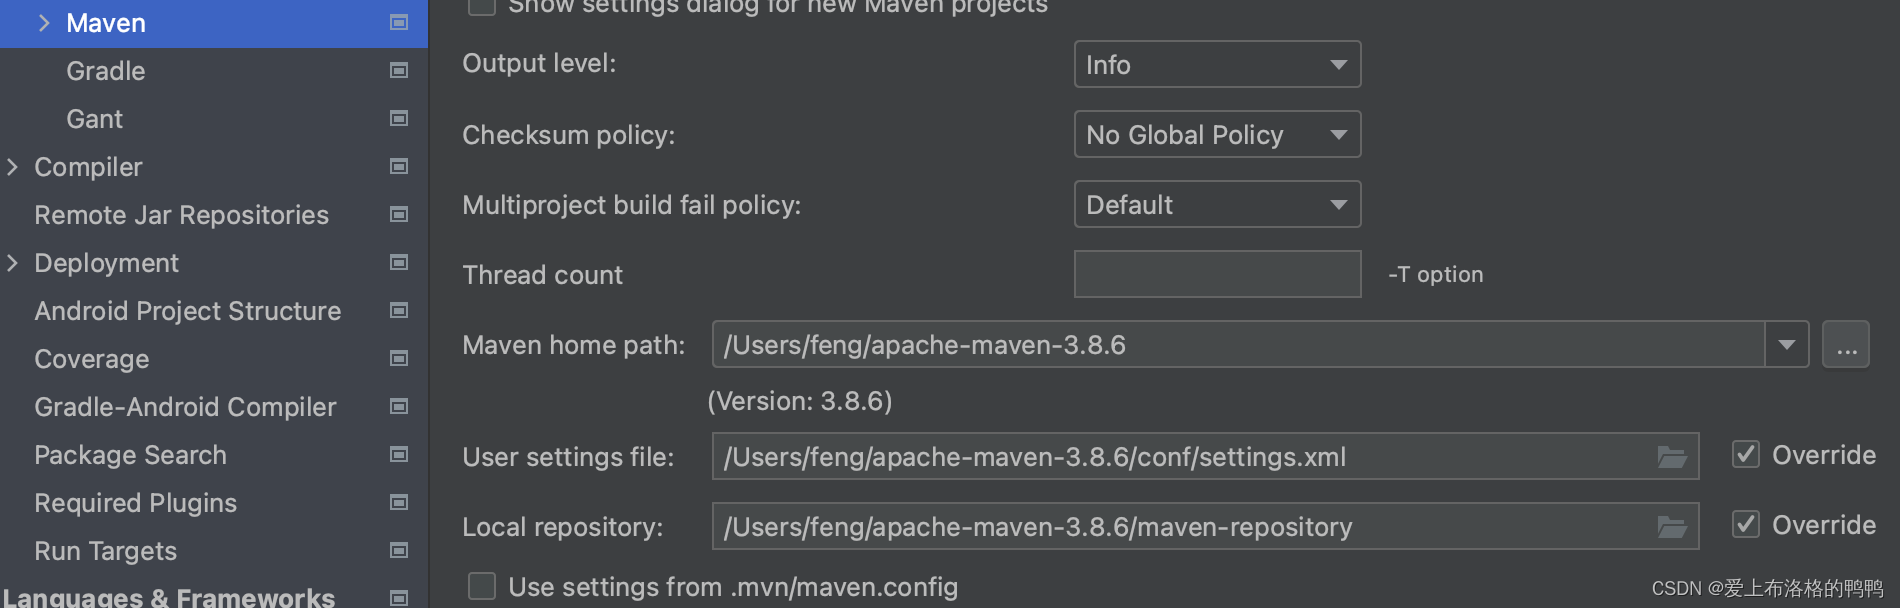 Maven
Gradle
Gant
Compiler
Remote Jar Repositories
Deployment
Android Project Structure
Coverage
Gradle-Android Compiler
Package Search
Required Plugins
Run Targets
Languages & Frameworks
Show settings dialog for new Maven projects
Output level: Info
Checksum policy: No Global Policy
Multiproject build fail policy: Default
Thread count -T option
Maven home path: /Users/feng/apache-maven-3.8.6 ...
(Version: 3.8.6)
User settings file: /Users/feng/apache-maven-3.8.6/conf/settings.xml Override
Local repository: /Users/feng/apache-maven-3.8.6/maven-repository Override
Use settings from .mvn/maven.config
CSDN @爱上布洛格的鸭鸭